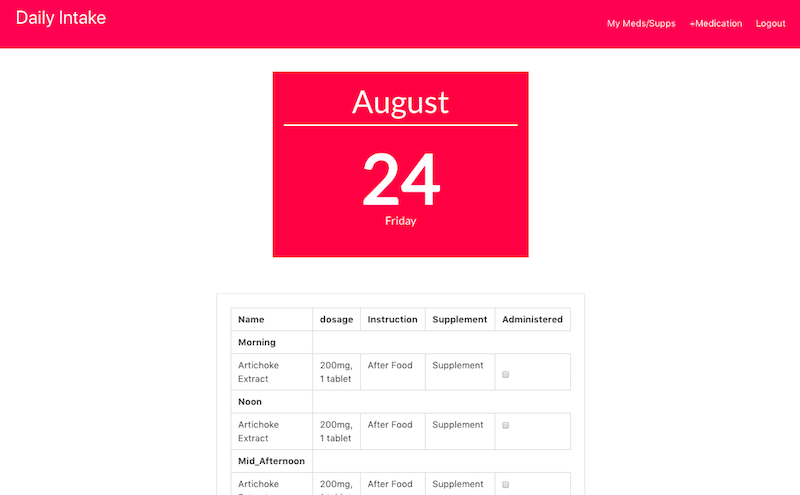 Daily Intake
My Meds/Supps +Medication Logout
August
24
Friday
Name dosage Instruction Supplement Administered
Morning
Artichoke 200mg, After Food Supplement
Extract 1 tablet
Noon
Artichoke 200mg, After Food Supplement
Extract 1 tablet
Mid_Afternoon
Artichoke 200mg, After Food Supplement